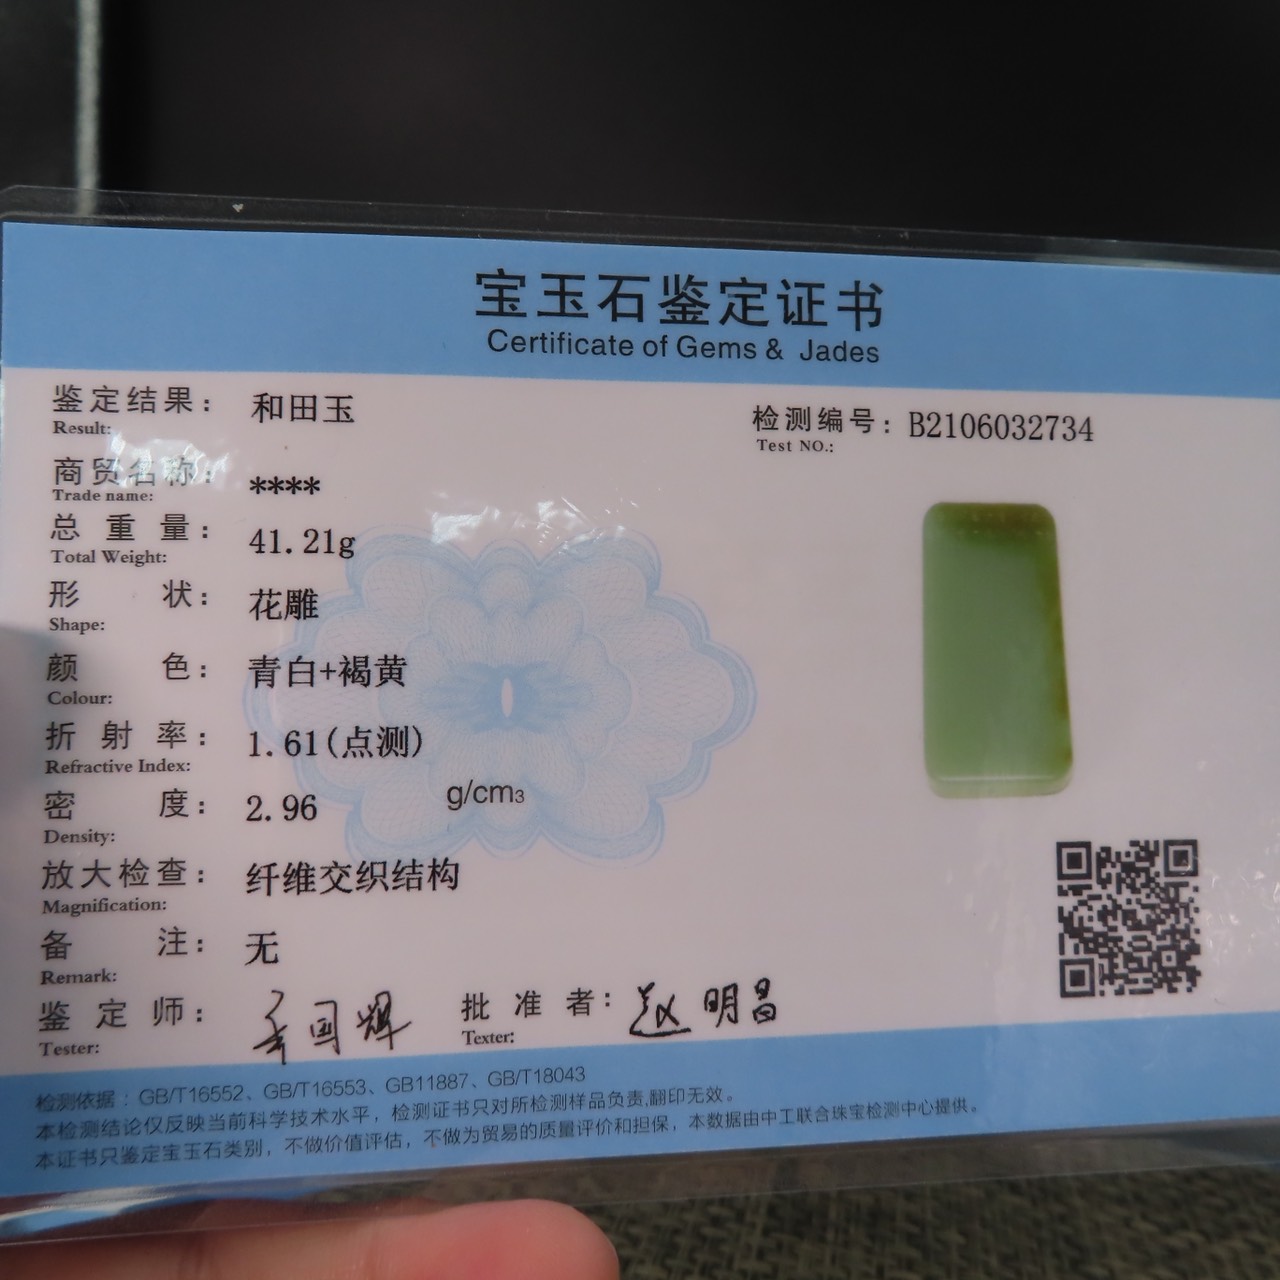 宝玉石鉴定证书
Certificate of Gems & Jades
鉴定结果： 和田玉
Result:
检测编号：B2106032734
Test NO.:
商贸名称： ****
Trade name:
总重量： 41.21g
Total Weight:
形状： 花雕
Shape:
颜色： 青白+褐黄
Colour:
折射率： 1.61(点测)
Refractive Index:
密度： 2.96 g/cm3
Density:
放大检查： 纤维交织结构
Magnification:
备注： 无
Remark:
鉴定师： 国辉 批准者： 赵明昌
Tester: Texter:
检测依据：GB/T16552、GB/T16553、GB11887、GB/T18043
本检测结论仅反映当前科学技术水平，检测证书只对所检测样品负责,翻印无效。
本证书只鉴定宝玉石类别，不做价值评估，不做为贸易的质量评价和担保，本数据由中工联合珠宝检测中心提供。